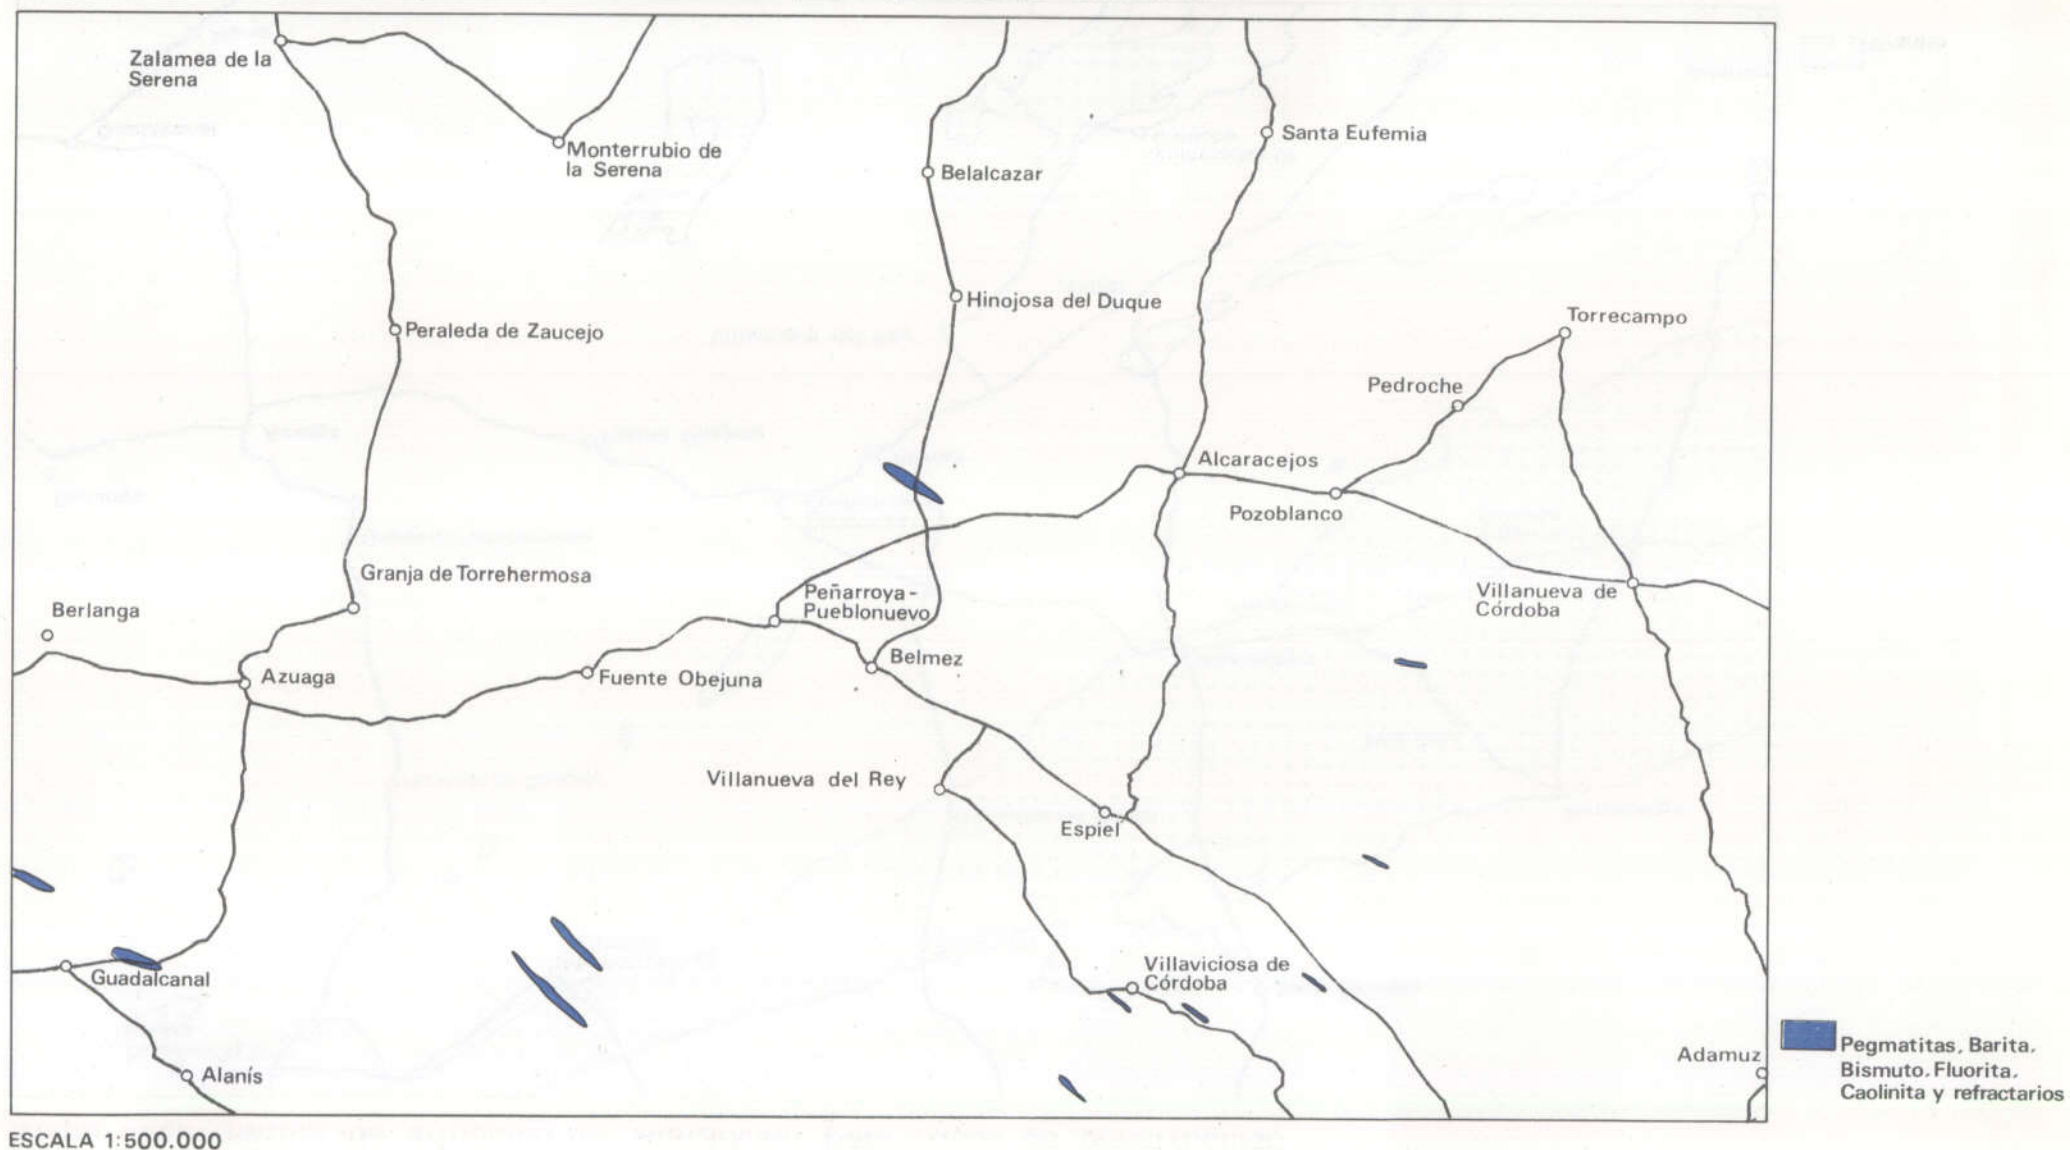 Zalamea de la
Serena
Monterrubio de
la Serena
Belalcazar
Santa Eufemia
Hinojosa del Duque
Peraleda de Zaucejo
Torrecampo
Pedroche
Alcaracejos
Pozoblanco
Granja de Torrehermosa
Peñarroya-
Pueblonuevo
Villanueva de
Córdoba
Berlanga
Azuaga
Fuente Obejuna
Belmez
Villanueva del Rey
Espiel
Guadalcanal
Villaviciosa de
Córdoba
Alanís
Adamuz
Pegmatitas, Barita,
Bismuto, Fluorita,
Caolinita y refractarios
ESCALA 1:500.000